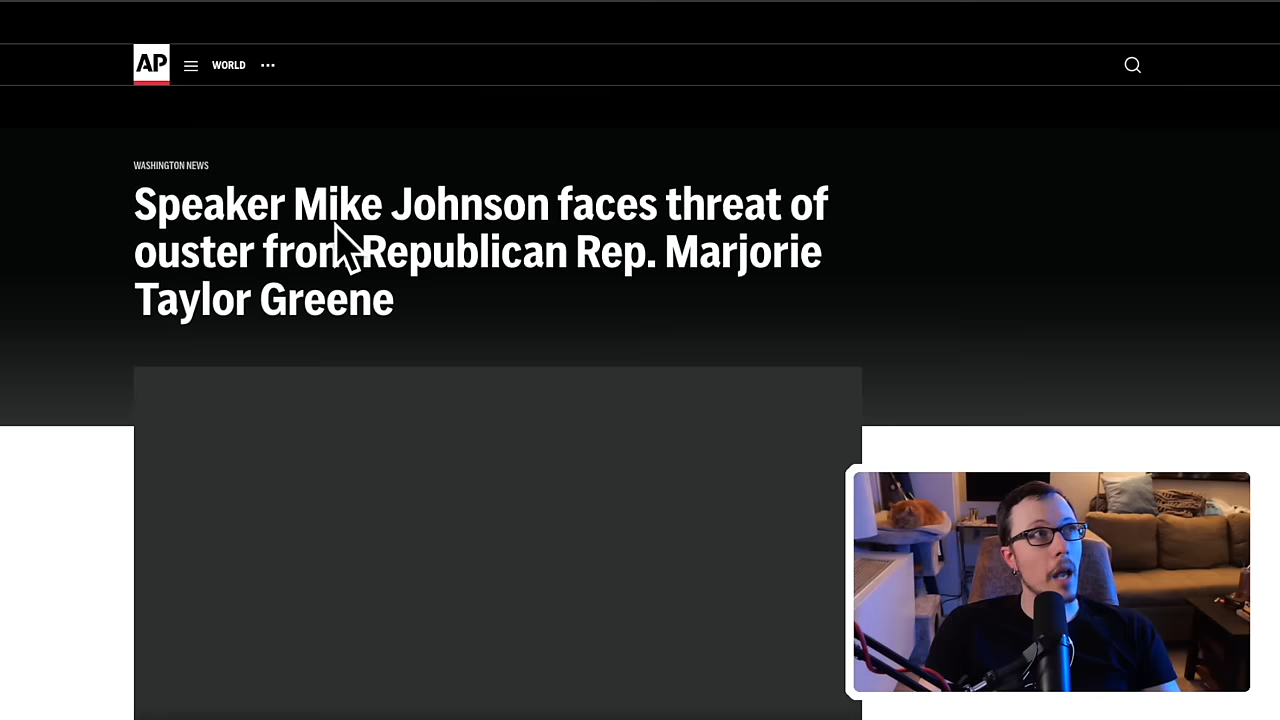 AP
WORLD
WASHINGTON NEWS
Speaker Mike Johnson faces threat of
ouster from Republican Rep. Marjorie
Taylor Greene